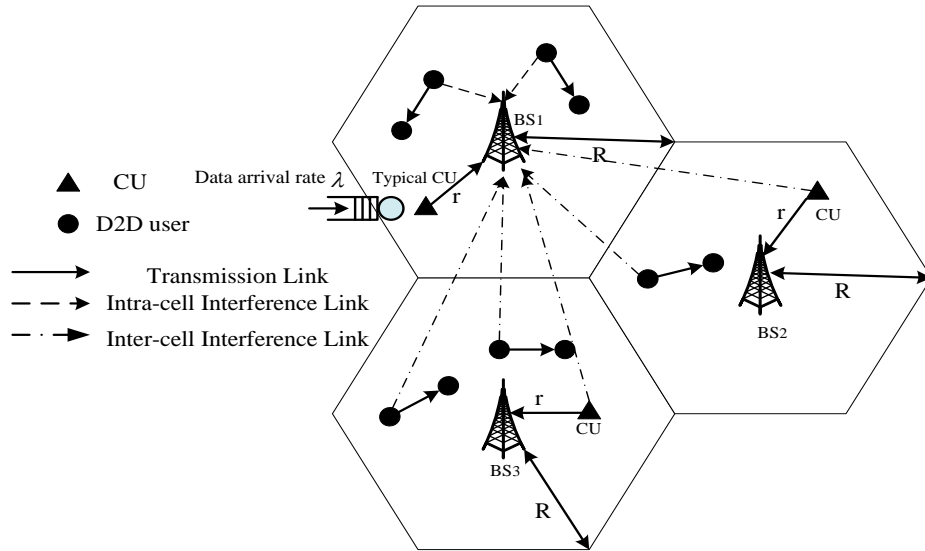 BS1
R
Data arrival rate λ
Typical CU
r
CU
D2D user
Transmission Link
Intra-cell Interference Link
Inter-cell Interference Link
r
CU
R
BS2
r
CU
BS3
R